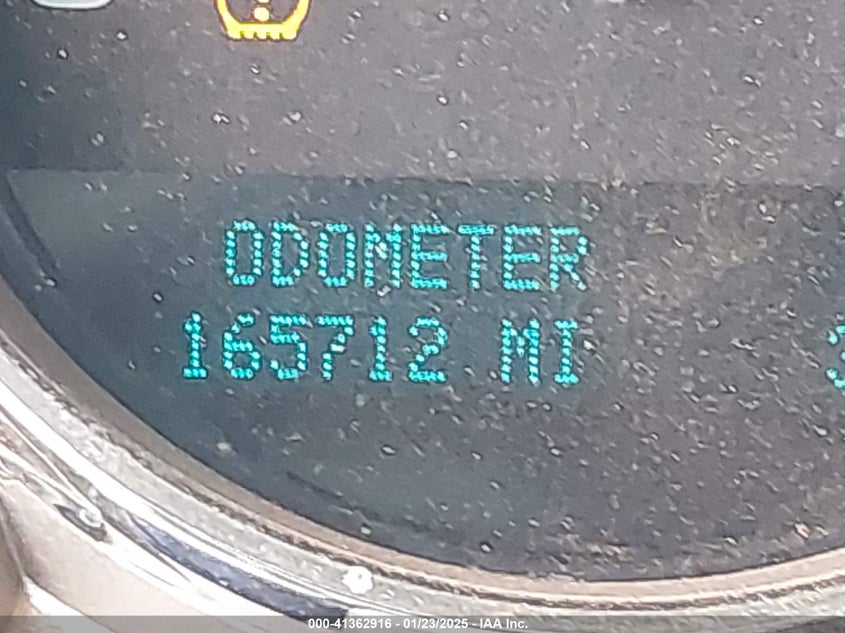 ODOMETER
165712 MI
000-41362916 - 01/23/2025 - IAA Inc.